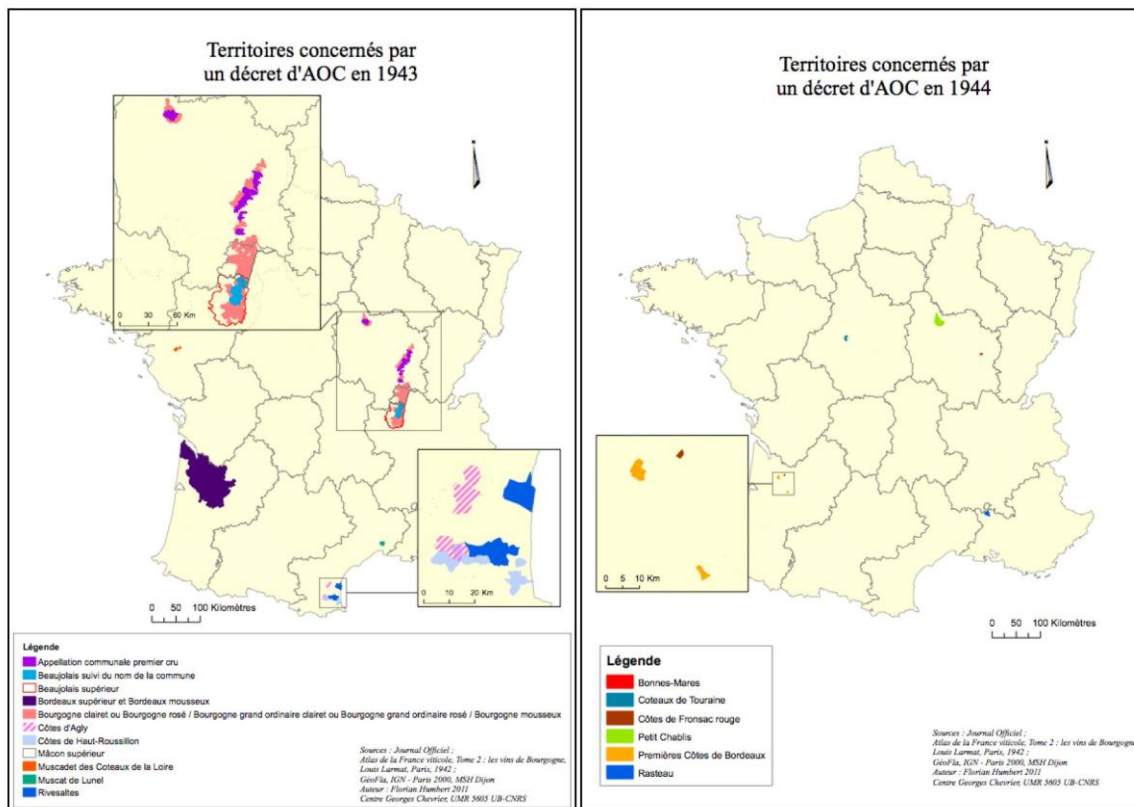 Territoires concernés par
un décret d'AOC en 1943
0 30 60 Km
0 10 20 Km
0 50 100 Kilomètres
Légende
Appellation communale premier cru
Beaujolais suivi du nom de la commune
Beaujolais supérieur
Bordeaux supérieur et Bordeaux mousseux
Bourgogne clairet ou Bourgogne rosé / Bourgogne grand ordinaire clairet ou Bourgogne grand ordinaire rosé / Bourgogne mousseux
Côtes d'Agly
Côtes de Haut-Roussillon
Mâcon supérieur
Muscadet des Coteaux de la Loire
Muscat de Lunel
Rivesaltes
Sources : Journal Officiel ;
Atlas de la France viticole, Tome 2 : les vins de Bourgogne,
Louis Larmat, Paris, 1942 ;
GéoFla, IGN - Paris 2000, MSH Dijon
Auteur : Florian Humbert 2011
Centre Georges Chevrier, UMR 5605 UB-CNRS
Territoires concernés par
un décret d'AOC en 1944
0 5 10 Km
0 50 100 Kilomètres
Légende
Bonnes-Mares
Coteaux de Touraine
Côtes de Fronsac rouge
Petit Chablis
Premières Côtes de Bordeaux
Rasteau
Sources : Journal Officiel ;
Atlas de la France viticole, Tome 2 : les vins de Bourgogne,
Louis Larmat, Paris, 1942 ;
GéoFla, IGN - Paris 2000, MSH Dijon
Auteur : Florian Humbert 2011
Centre Georges Chevrier, UMR 5605 UB-CNRS